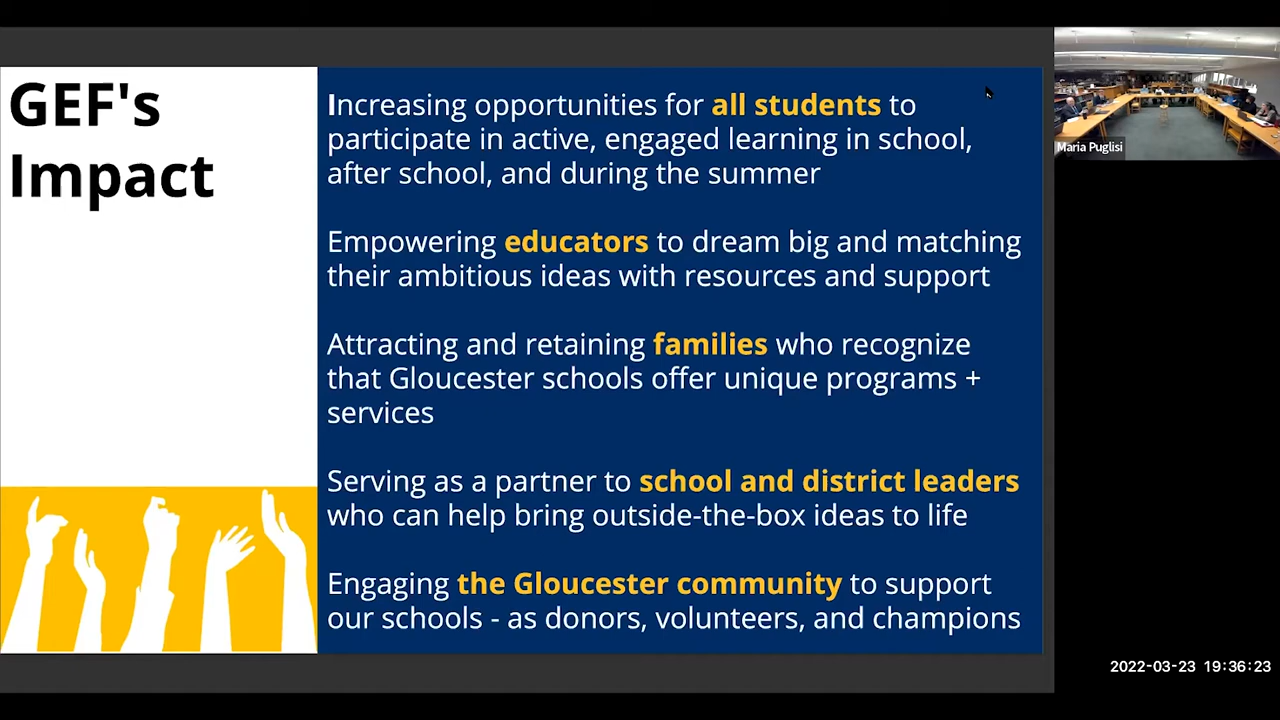 GEF's
Impact
Increasing opportunities for all students to
participate in active, engaged learning in school,
after school, and during the summer
Empowering educators to dream big and matching
their ambitious ideas with resources and support
Attracting and retaining families who recognize
that Gloucester schools offer unique programs +
services
Serving as a partner to school and district leaders
who can help bring outside-the-box ideas to life
Engaging the Gloucester community to support
our schools - as donors, volunteers, and champions
Maria Puglisi
2022-03-23 19:36:23